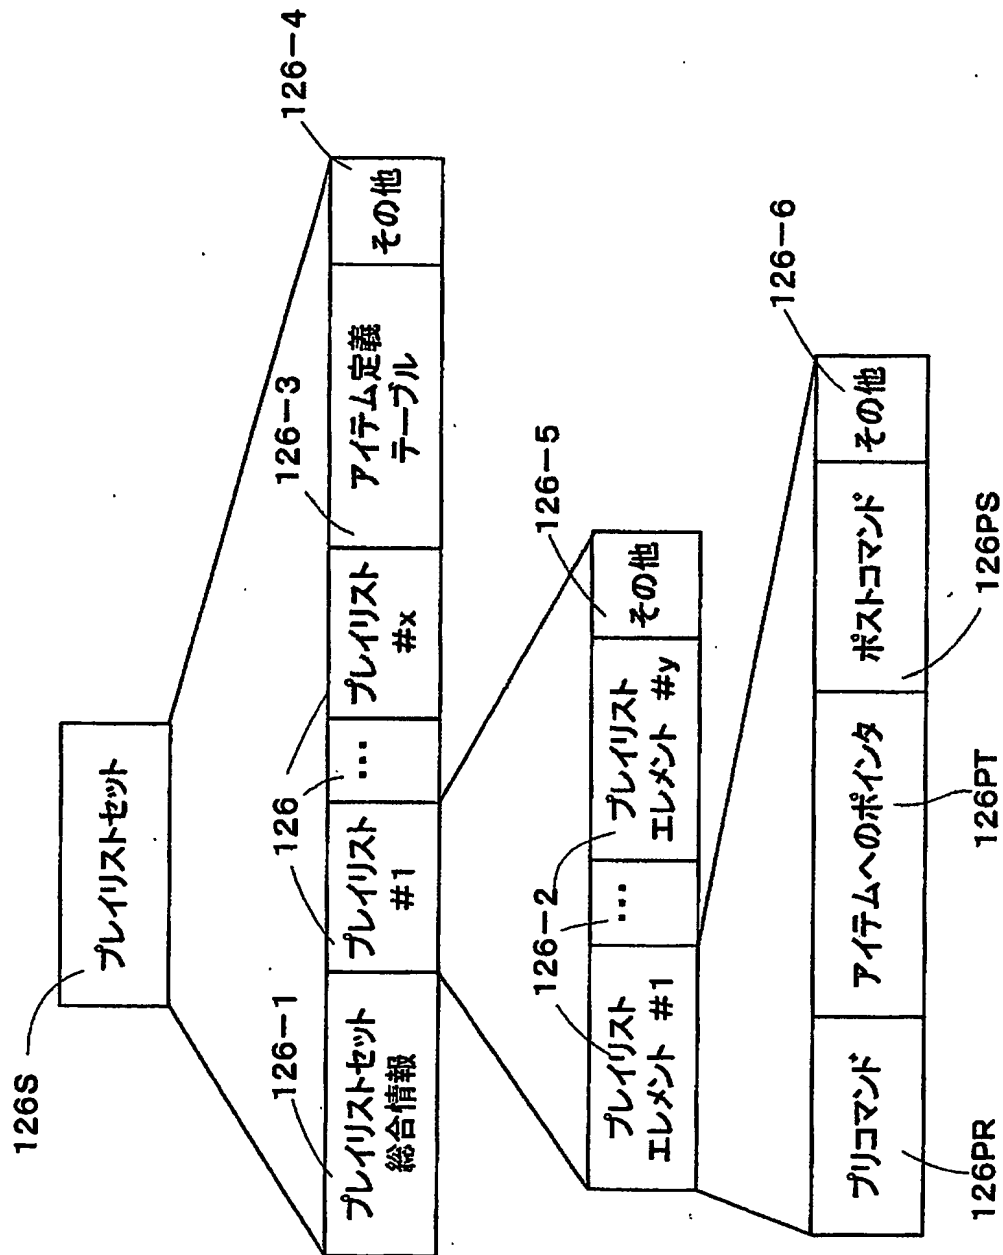 126S
プレイリストセット
126-1
126
126-3
126-4
プレイリストセット
総合情報
プレイリスト
#1
...
プレイリスト
#x
アイテム定義
テーブル
その他
126-2
126-5
プレイリスト
エレメント #1
...
プレイリスト
エレメント #y
その他
126-6
プリコマンド
アイテムへのポインタ
ポストコマンド
その他
126PR
126PT
126PS